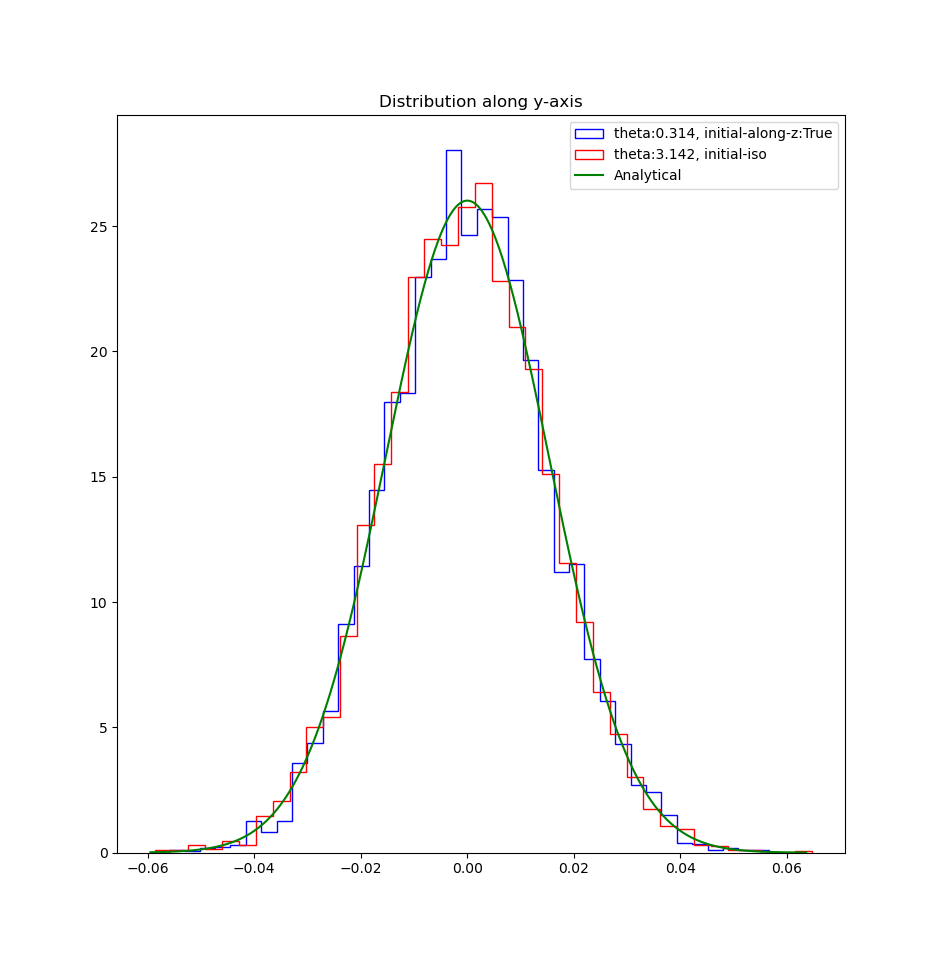 Distribution along y-axis
theta:0.314, initial-along-z:True
theta:3.142, initial-iso
Analytical
25
20
15
10
5
0
−0.06 −0.04 −0.02 0.00 0.02 0.04 0.06